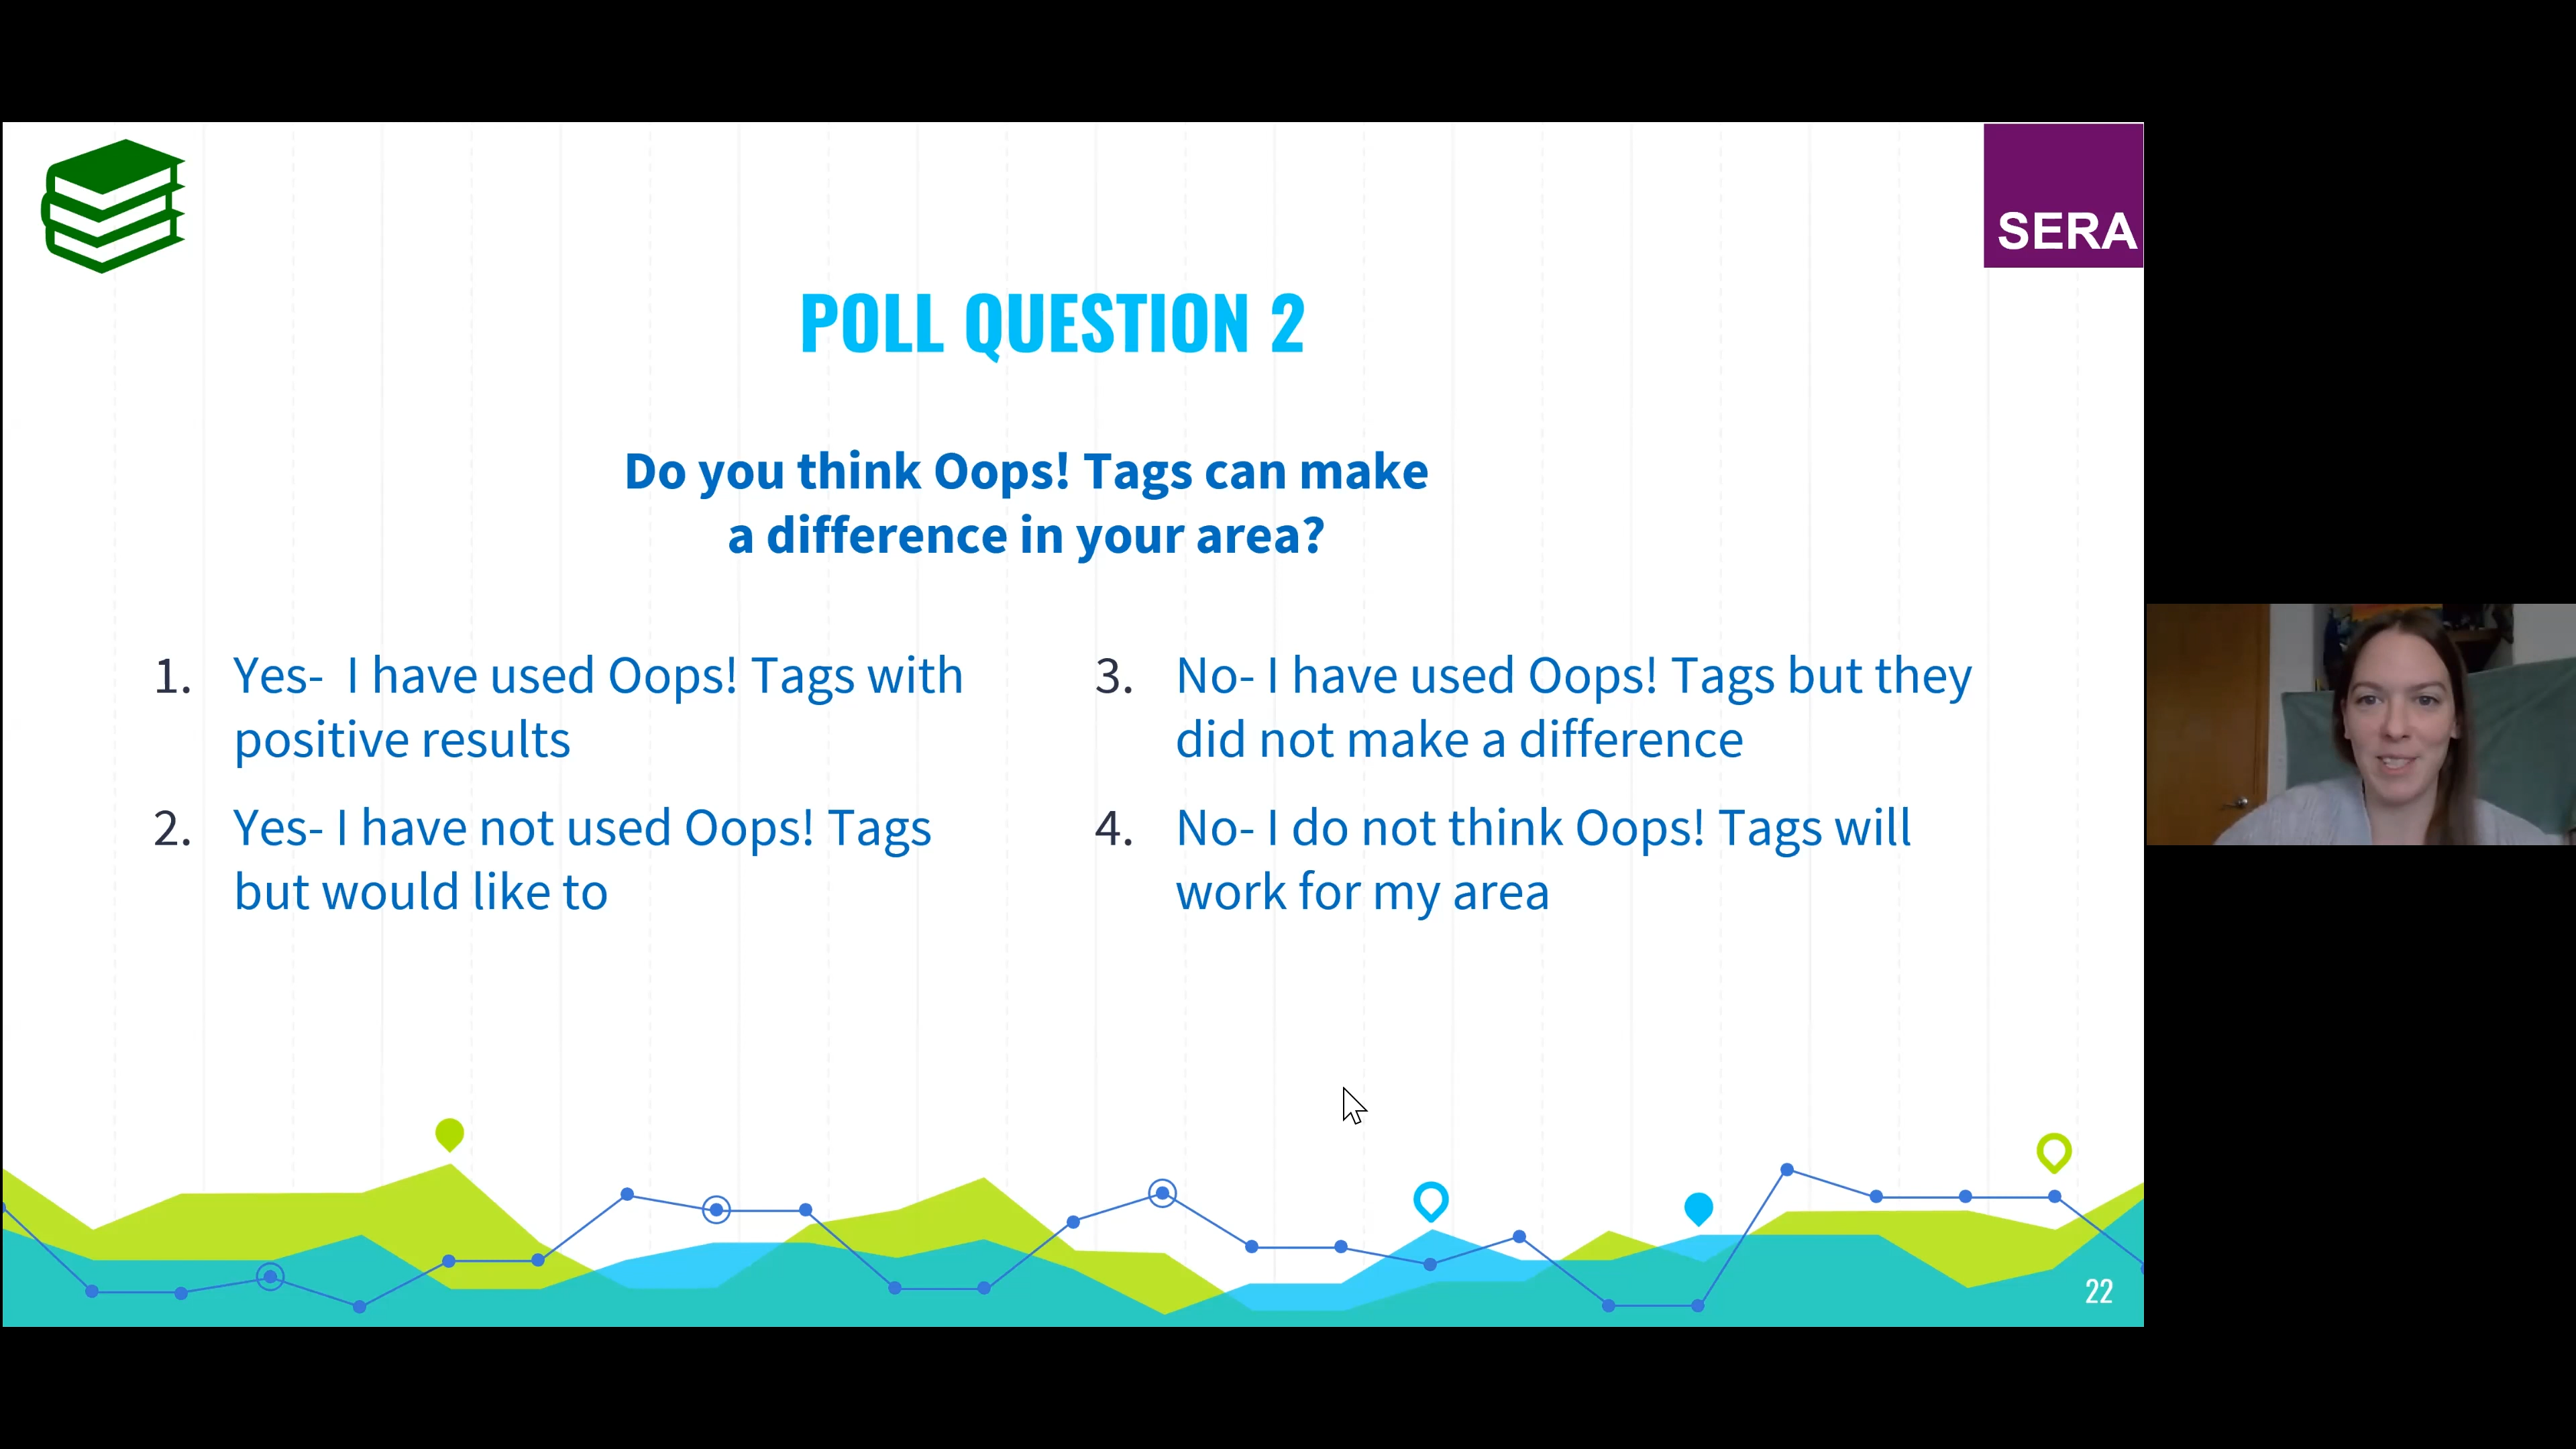 SERA
POLL QUESTION 2
Do you think Oops! Tags can make
a difference in your area?
1. Yes-  I have used Oops! Tags with
positive results
2. Yes- I have not used Oops! Tags
but would like to
3. No- I have used Oops! Tags but they
did not make a difference
4. No- I do not think Oops! Tags will
work for my area
22